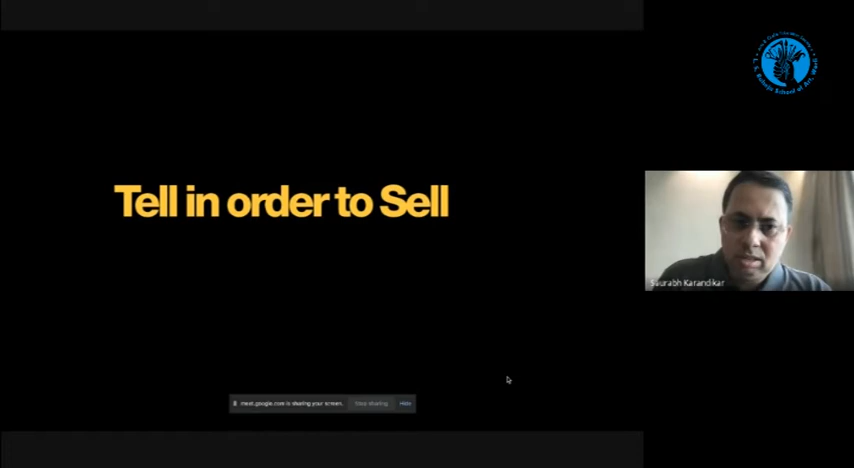 Tell in order to Sell
Saurabh Karandikar
meet.google.com is sharing your screen. Stop sharing Hide